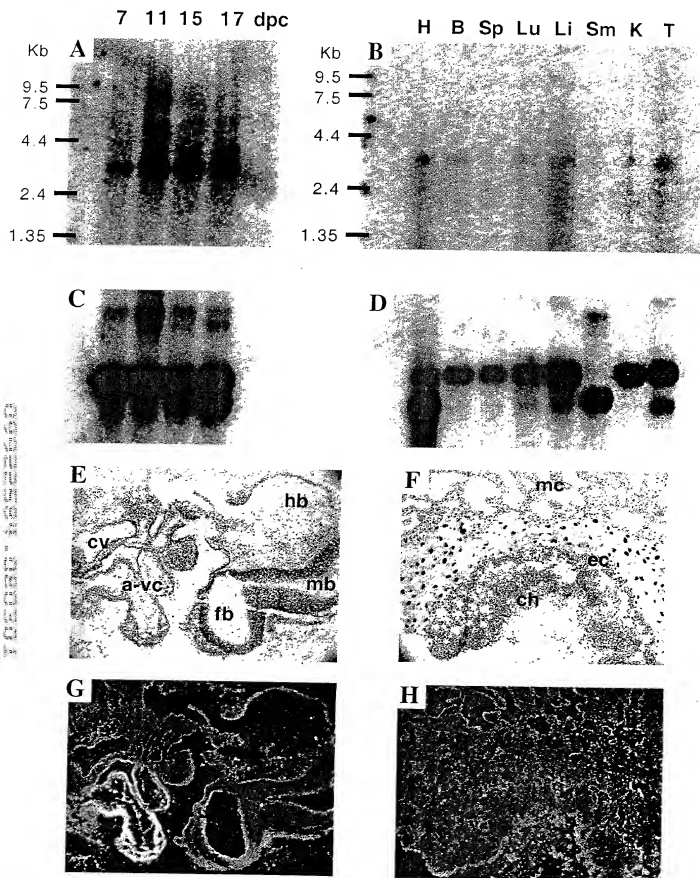 7 11 15 17 dpc
A
Kb
9.5
7.5
4.4
2.4
1.35
H B Sp Lu Li Sm K T
B
Kb
9.5
7.5
4.4
2.4
1.35
C
D
E
hb
cv
a-vc
mb
fb
F
mc
ec
ch
G
H